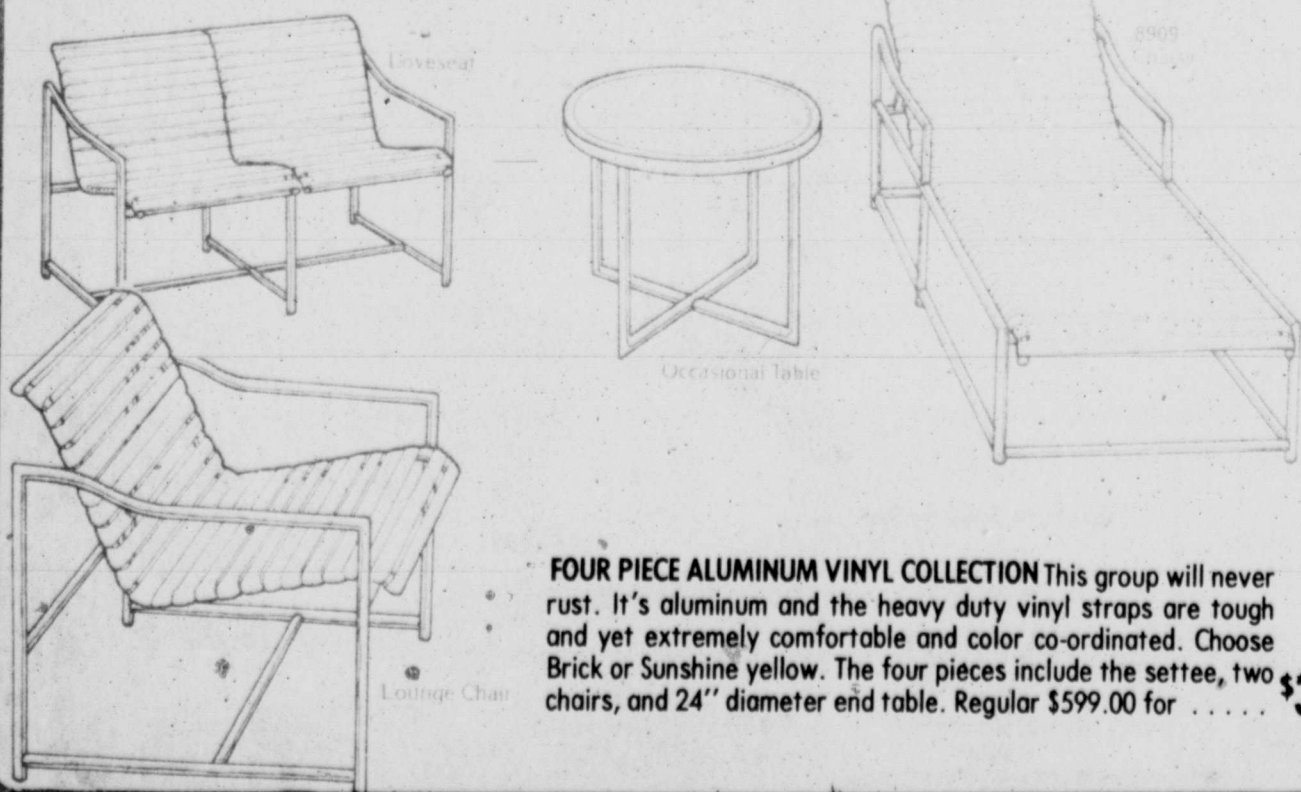 Loveseat
8909
Chaise
Occasional Table
Lounge Chair
FOUR PIECE ALUMINUM VINYL COLLECTION This group will never
rust. It's aluminum and the heavy duty vinyl straps are tough
and yet extremely comfortable and color co-ordinated. Choose
Brick or Sunshine yellow. The four pieces include the settee, two
chairs, and 24" diameter end table. Regular $599.00 for . . . . . $